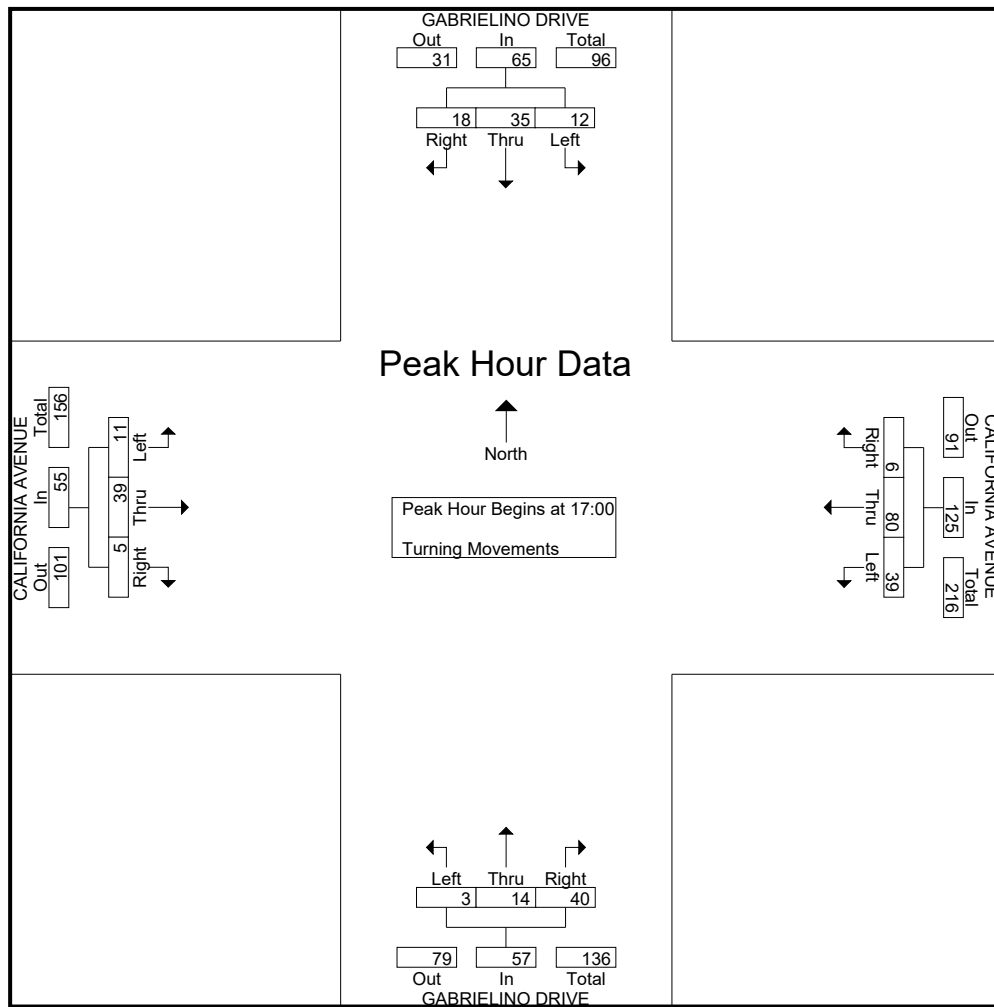 GABRIELINO DRIVE
Out In Total
31 65 96
18 35 12
Right Thru Left
Peak Hour Data
North
Peak Hour Begins at 17:00
Turning Movements
CALIFORNIA AVENUE
Total In Out
156 55 101
11 39 5
Left Thru Right
CALIFORNIA AVENUE
Out In Total
91 125 216
6 80 39
Right Thru Left
Left Thru Right
3 14 40
79 57 136
Out In Total
GABRIELINO DRIVE